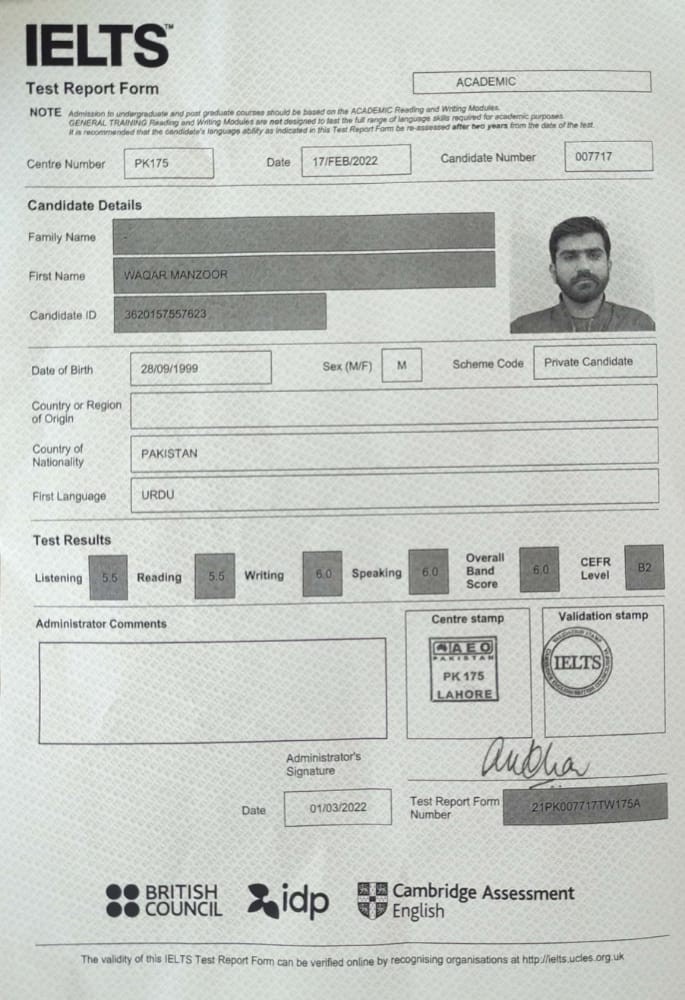 IELTS™
Test Report Form
ACADEMIC
NOTE Admission to undergraduate and post graduate courses should be based on the ACADEMIC Reading and Writing Modules.
GENERAL TRAINING Reading and Writing Modules are not designed to test the full range of language skills required for academic purposes.
It is recommended that the candidate's language ability as indicated in this Test Report Form be re-assessed after two years from the date of the test.
Centre Number PK175 Date 17/FEB/2022 Candidate Number 007717
Candidate Details
Family Name -
First Name WAQAR MANZOOR
Candidate ID 3620157557623
Date of Birth 28/09/1999 Sex (M/F) M Scheme Code Private Candidate
Country or Region
of Origin
Country of
Nationality PAKISTAN
First Language URDU
Test Results
Listening 5.5 Reading 5.5 Writing 6.0 Speaking 6.0 Overall Band Score 6.0 CEFR Level B2
Administrator Comments
Centre stamp
Validation stamp
AEO
PAKISTAN
PK 175
LAHORE
IELTS
Administrator's
Signature
Date 01/03/2022
Test Report Form
Number 21PK007717TW175A
BRITISH
COUNCIL
idp
Cambridge Assessment
English
The validity of this IELTS Test Report Form can be verified online by recognising organisations at http://ielts.ucles.org.uk